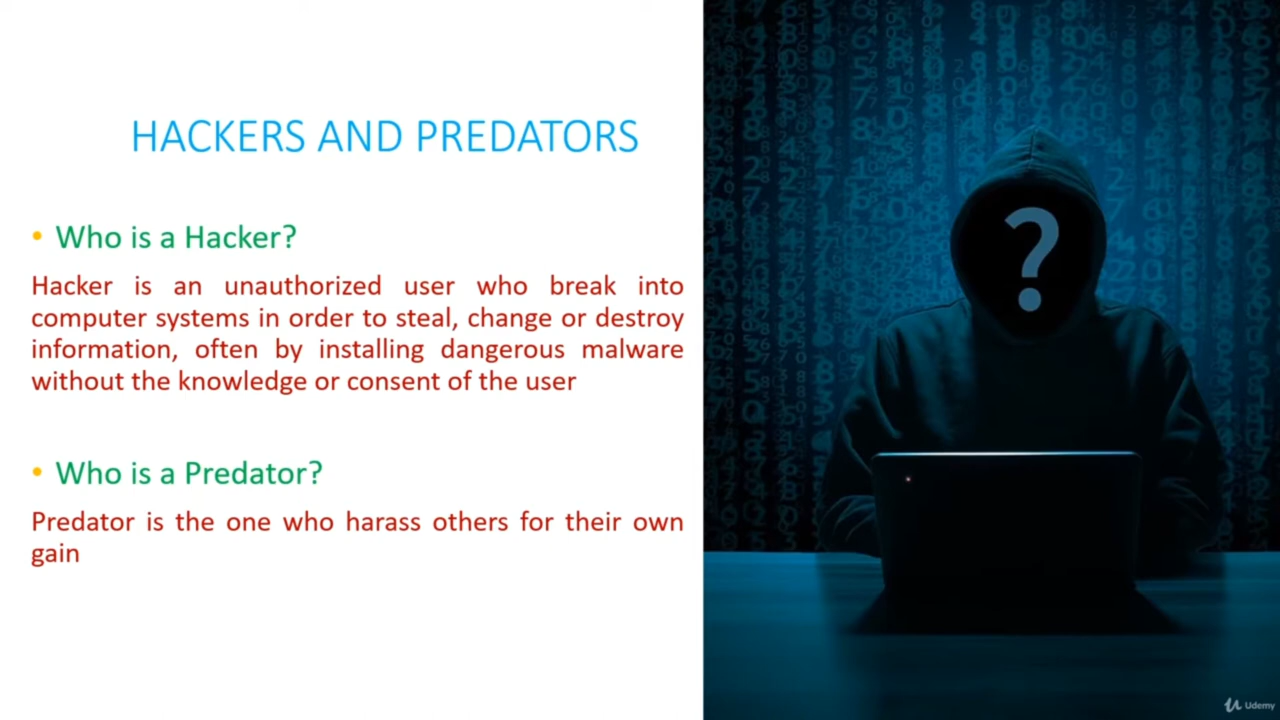 HACKERS AND PREDATORS
• Who is a Hacker?
Hacker is an unauthorized user who break into
computer systems in order to steal, change or destroy
information, often by installing dangerous malware
without the knowledge or consent of the user
• Who is a Predator?
Predator is the one who harass others for their own
gain
?
Udemy